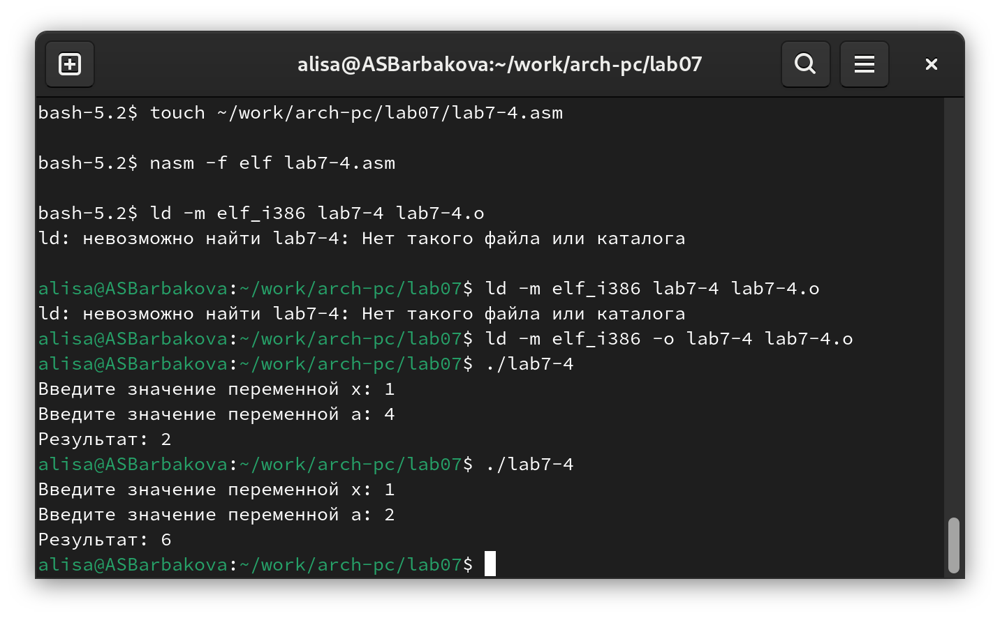 alisa@ASBarbakova:~/work/arch-pc/lab07
bash-5.2$ touch ~/work/arch-pc/lab07/lab7-4.asm
bash-5.2$ nasm -f elf lab7-4.asm
bash-5.2$ ld -m elf_i386 lab7-4 lab7-4.o
ld: невозможно найти lab7-4: Нет такого файла или каталога
alisa@ASBarbakova:~/work/arch-pc/lab07$ ld -m elf_i386 lab7-4 lab7-4.o
ld: невозможно найти lab7-4: Нет такого файла или каталога
alisa@ASBarbakova:~/work/arch-pc/lab07$ ld -m elf_i386 -o lab7-4 lab7-4.o
alisa@ASBarbakova:~/work/arch-pc/lab07$ ./lab7-4
Введите значение переменной x: 1
Введите значение переменной a: 4
Результат: 2
alisa@ASBarbakova:~/work/arch-pc/lab07$ ./lab7-4
Введите значение переменной x: 1
Введите значение переменной a: 2
Результат: 6
alisa@ASBarbakova:~/work/arch-pc/lab07$